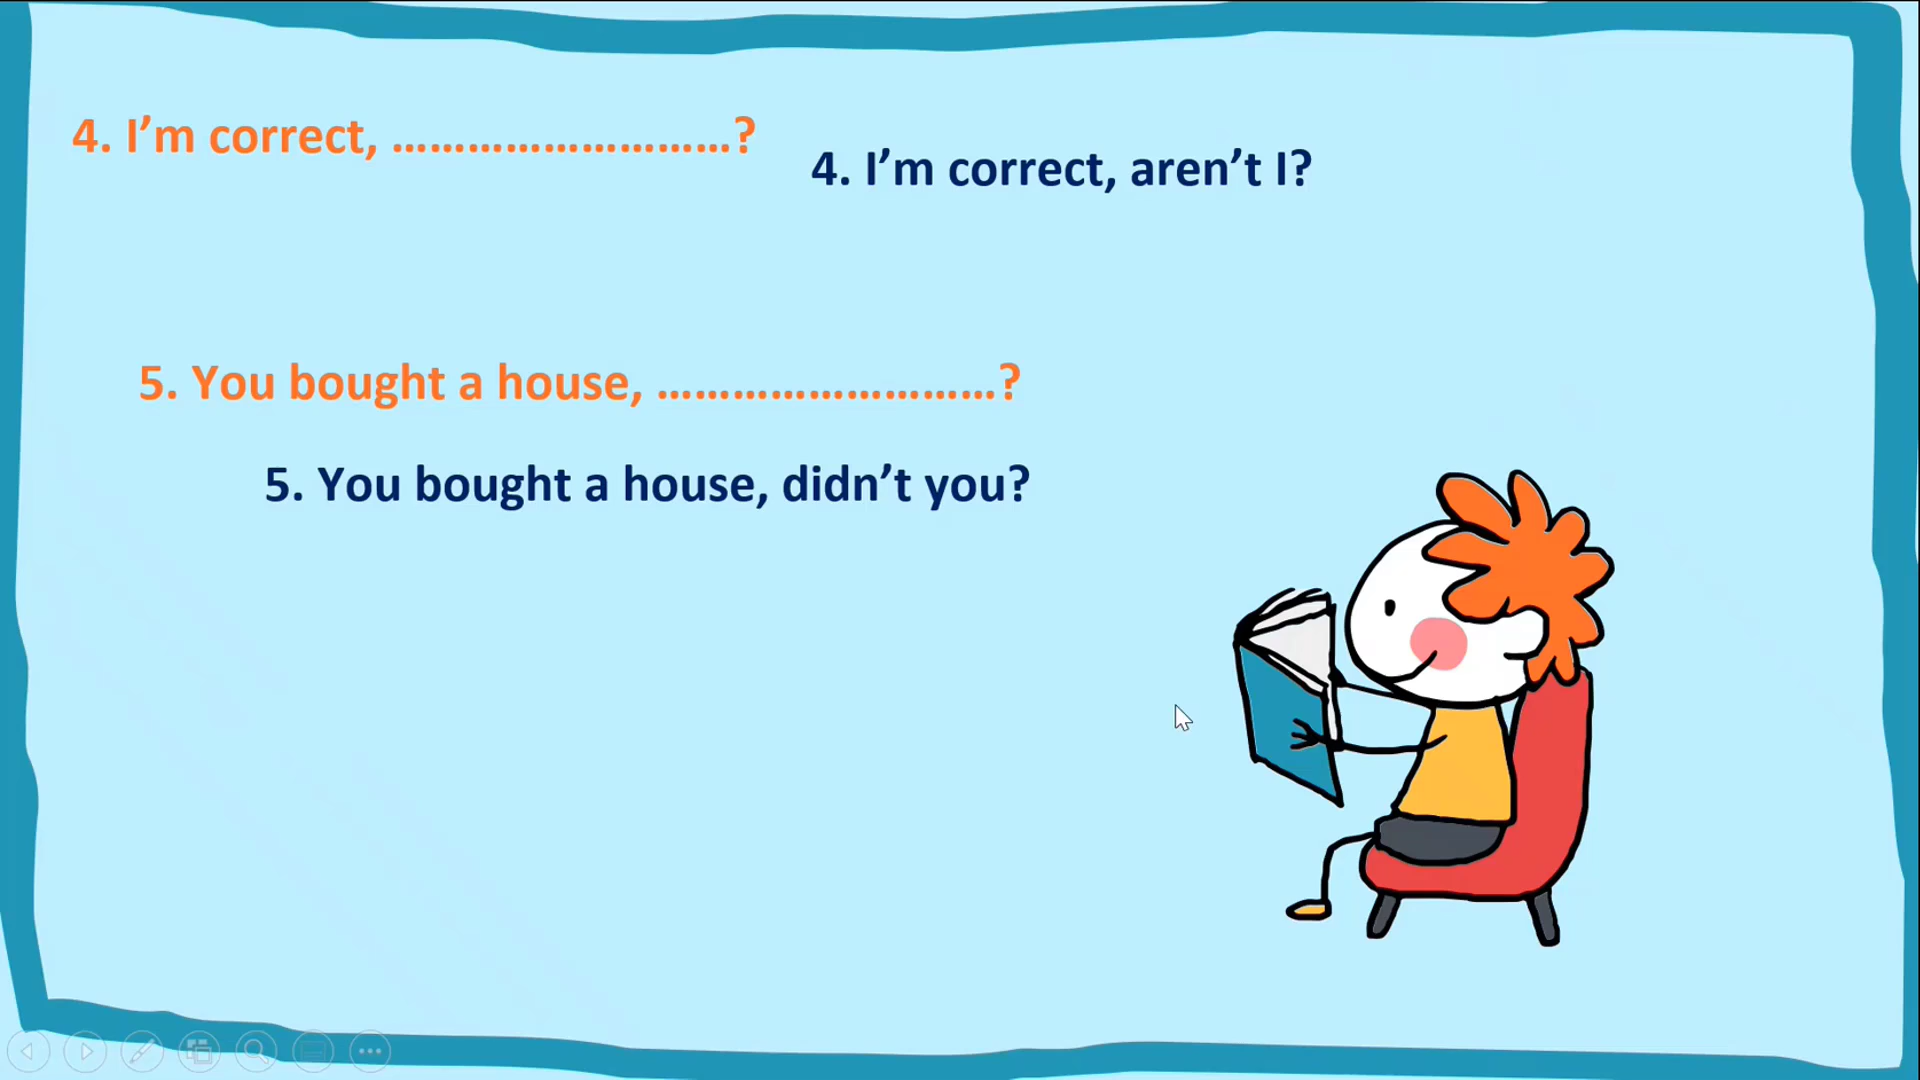 4. I’m correct, ...........................?
4. I’m correct, aren’t I?
5. You bought a house, ...........................?
5. You bought a house, didn’t you?